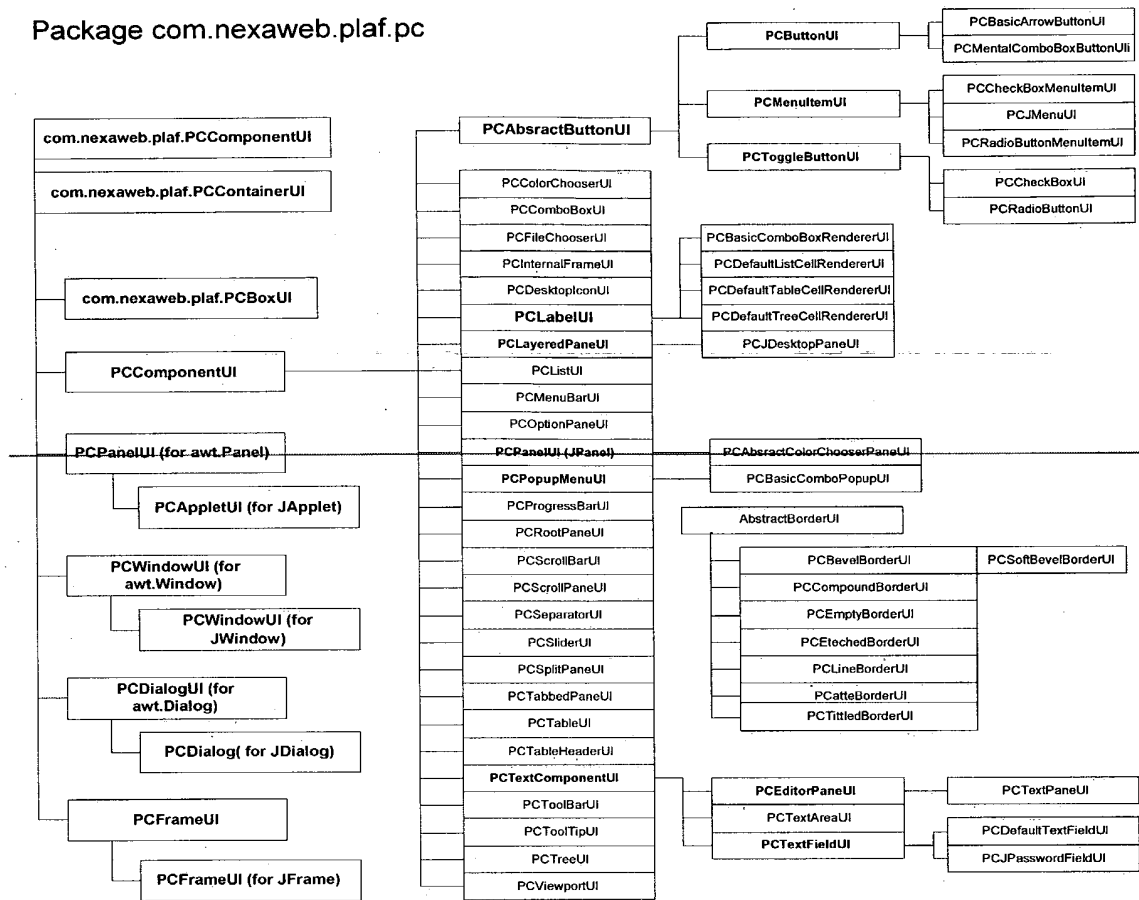 Package com.nexaweb.plaf.pc
com.nexaweb.plaf.PCComponentUI
com.nexaweb.plaf.PCContainerUI
com.nexaweb.plaf.PCBoxUI
PCComponentUI
PCPanelUI (for awt.Panel)
PCAppletUI (for JApplet)
PCWindowUI (for
awt.Window)
PCWindowUI (for
JWindow)
PCDialogUI (for
awt.Dialog)
PCDialog( for JDialog)
PCFrameUI
PCFrameUI (for JFrame)
PCAbsractButtonUI
PCColorChooserUI
PCComboBoxUI
PCFileChooserUI
PCInternalFrameUI
PCDesktopIconUI
PCLabelUI
PCLayeredPaneUI
PCListUI
PCMenuBarUI
PCOptionPaneUI
PCPanelUI (JPanel)
PCPopupMenuUI
PCProgressBarUI
PCRootPaneUI
PCScrollBarUI
PCScrollPaneUI
PCSeparatorUI
PCSliderUI
PCSplitPaneUI
PCTabbedPaneUI
PCTableUI
PCTableHeaderUI
PCTextComponentUI
PCToolBarUI
PCToolTipUI
PCTreeUI
PCViewportUI
PCButtonUI
PCMenuItemUI
PCToggleButtonUI
PCBasicArrowButtonUI
PCMentalComboBoxButtonUIi
PCCheckBoxMenuItemUI
PCJMenuUI
PCRadioButtonMenuItemUI
PCCheckBoxUI
PCRadioButtonUI
PCBasicComboBoxRendererUI
PCDefaultListCellRendererUI
PCDefaultTableCellRendererUI
PCDefaultTreeCellRendererUI
PCJDesktopPaneUI
PCAbsractColorChooserPaneUI
PCBasicComboPopupUI
AbstractBorderUI
PCBevelBorderUI
PCSoftBevelBorderUI
PCCompoundBorderUI
PCEmptyBorderUI
PCEtechedBorderUI
PCLineBorderUI
PCatteBorderUI
PCTittledBorderUI
PCEditorPaneUI
PCTextAreaUI
PCTextFieldUI
PCTextPaneUI
PCDefaultTextFieldUI
PCJPasswordFieldUI